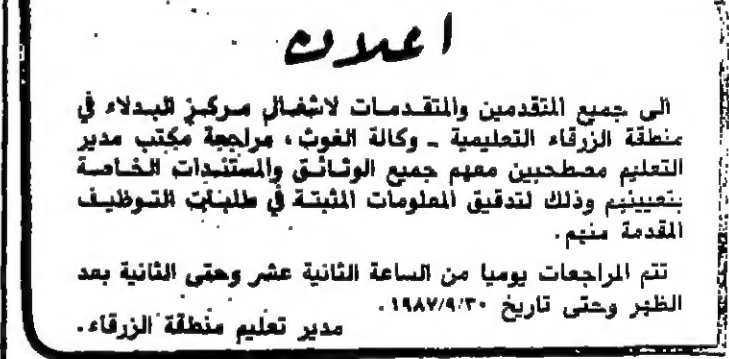 اعلان
الى جميع المتقدمين والمتقدمات لاشغال مركز البدلاء في
منطقة الزرقاء التعليمية ـ وكالة الغوث ، مراجعة مكتب مدير
التعليم مصطحبين معهم جميع الوثائق والمستندات الخاصة
بتعيينهم وذلك لتدقيق المعلومات المثبتة في طلبات التوظيف
المقدمة منهم .
تتم المراجعات يوميا من الساعة الثانية عشر وحتى الثانية بعد
الظهر وحتى تاريخ ١٩٨٧/٩/٣٠ .
مدير تعليم منطقة الزرقاء .